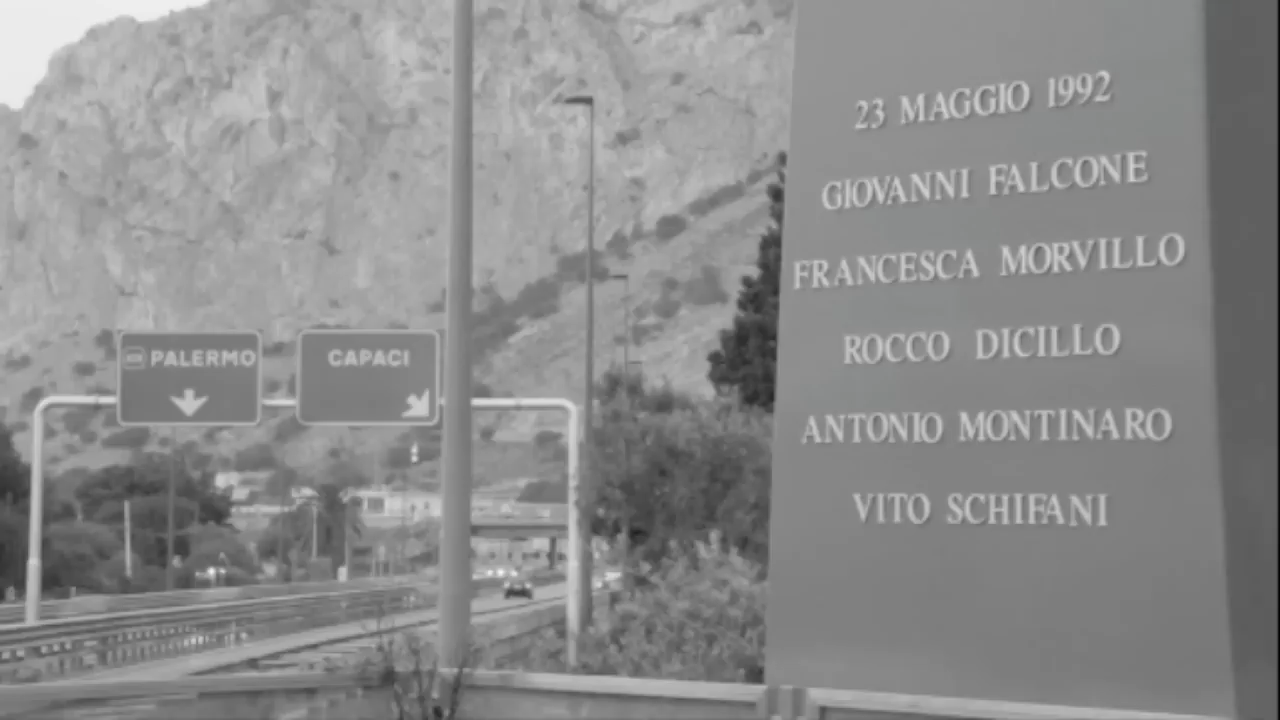 PALERMO
CAPACI
23 MAGGIO 1992
GIOVANNI FALCONE
FRANCESCA MORVILLO
ROCCO DICILLO
ANTONIO MONTINARO
VITO SCHIFANI